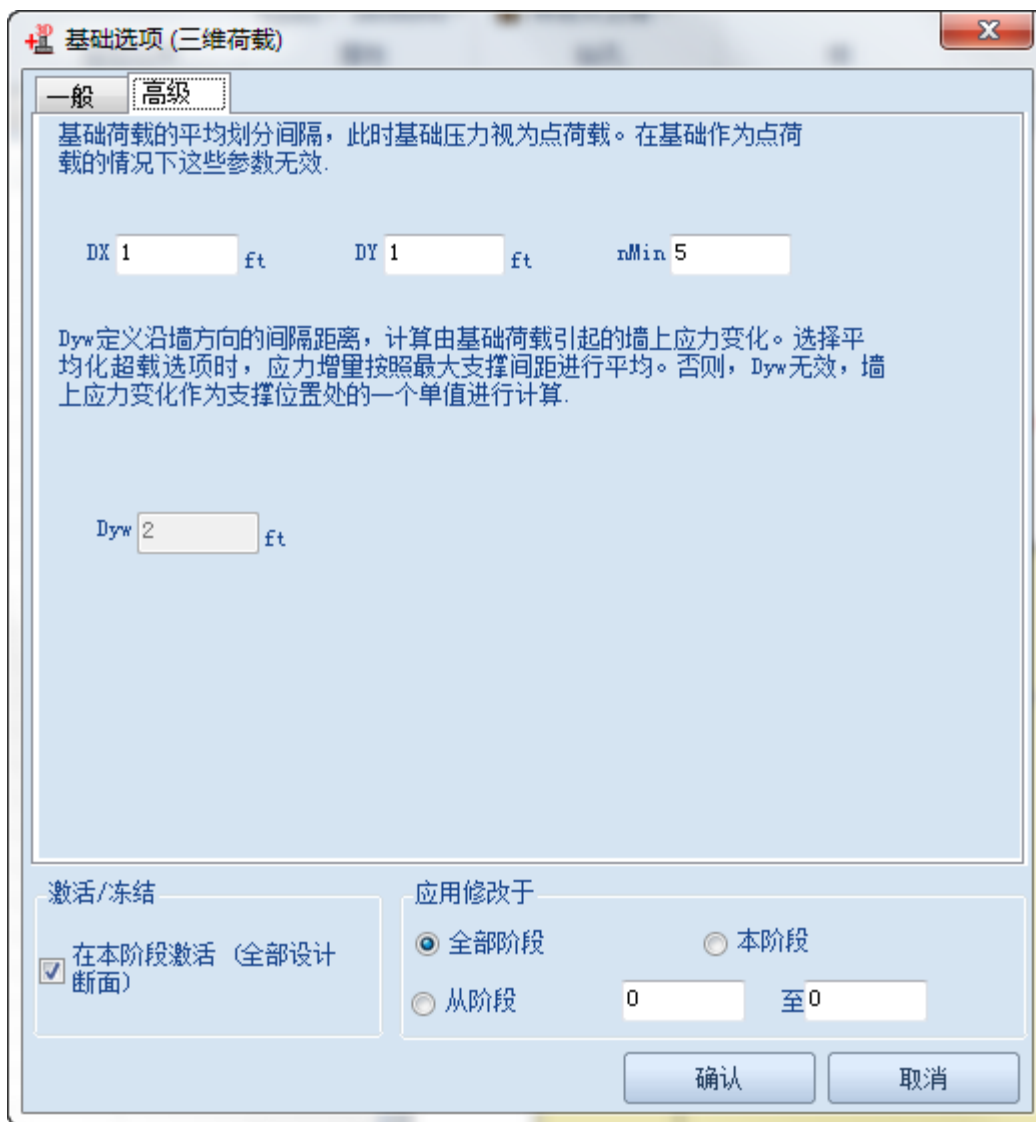 基础选项 (三维荷载)
一般 高级
基础荷载的平均划分间隔，此时基础压力视为点荷载。在基础作为点荷
载的情况下这些参数无效.
DX 1 ft DY 1 ft nMin 5
Dyw定义沿墙方向的间隔距离，计算由基础荷载引起的墙上应力变化。选择平
均化超载选项时，应力增量按照最大支撑间距进行平均。否则，Dyw无效，墙
上应力变化作为支撑位置处的一个单值进行计算.
Dyw 2 ft
激活/冻结
在本阶段激活 (全部设计
断面)
应用修改于
全部阶段 本阶段
从阶段 0 至 0
确认 取消